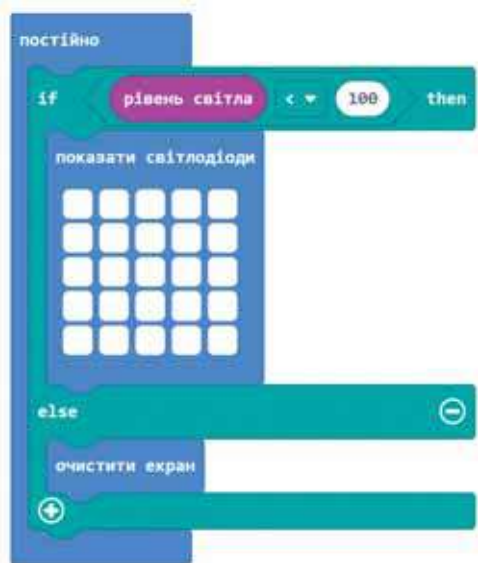 постійно
if рівень світла < 100 then
показати світлодіоди
else
очистити екран